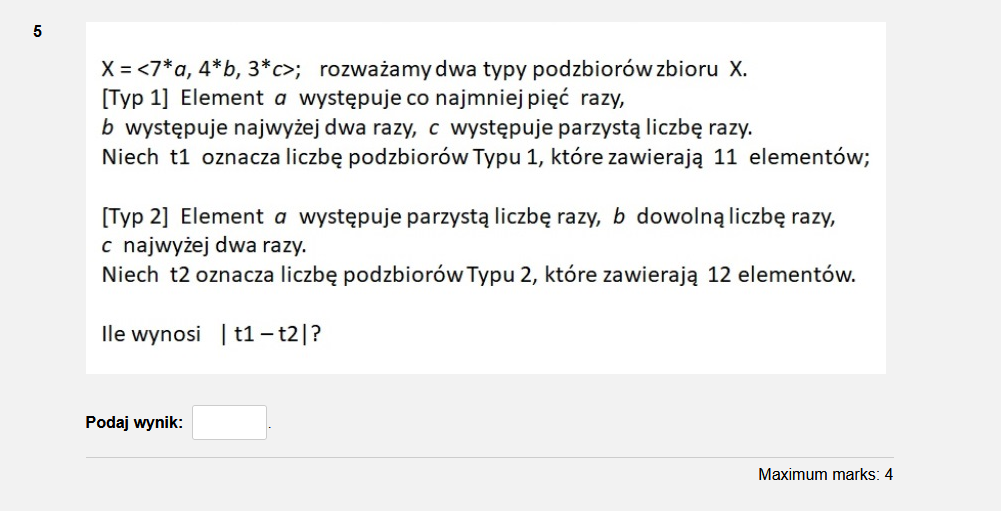 5
X = <7*a, 4*b, 3*c>; rozważamy dwa typy podzbiorów zbioru X.
[Typ 1] Element a występuje co najmniej pięć razy,
b występuje najwyżej dwa razy, c występuje parzystą liczbę razy.
Niech t1 oznacza liczbę podzbiorów Typu 1, które zawierają 11 elementów;
[Typ 2] Element a występuje parzystą liczbę razy, b dowolną liczbę razy,
c najwyżej dwa razy.
Niech t2 oznacza liczbę podzbiorów Typu 2, które zawierają 12 elementów.
Ile wynosi | t1 – t2|?
Podaj wynik: .
Maximum marks: 4